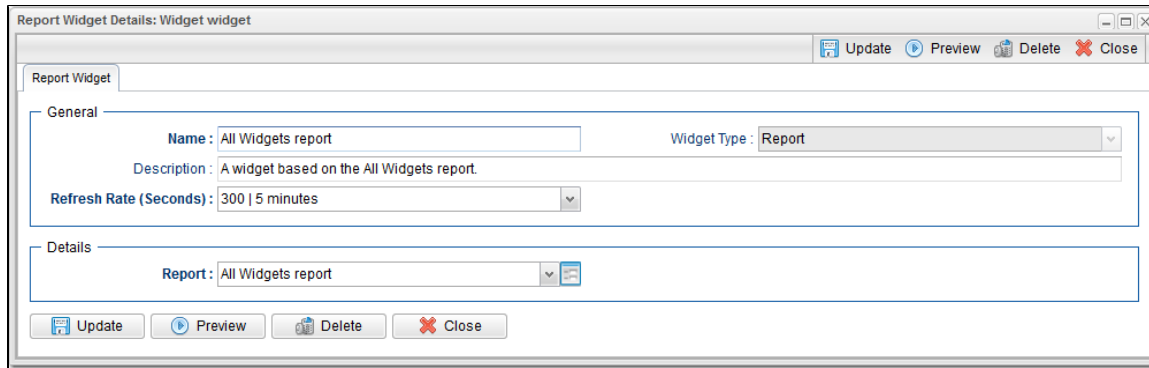 Report Widget Details: Widget widget
Update Preview Delete Close
Report Widget
General
Name : All Widgets report Widget Type : Report
Description : A widget based on the All Widgets report.
Refresh Rate (Seconds) : 300 | 5 minutes
Details
Report : All Widgets report
Update Preview Delete Close